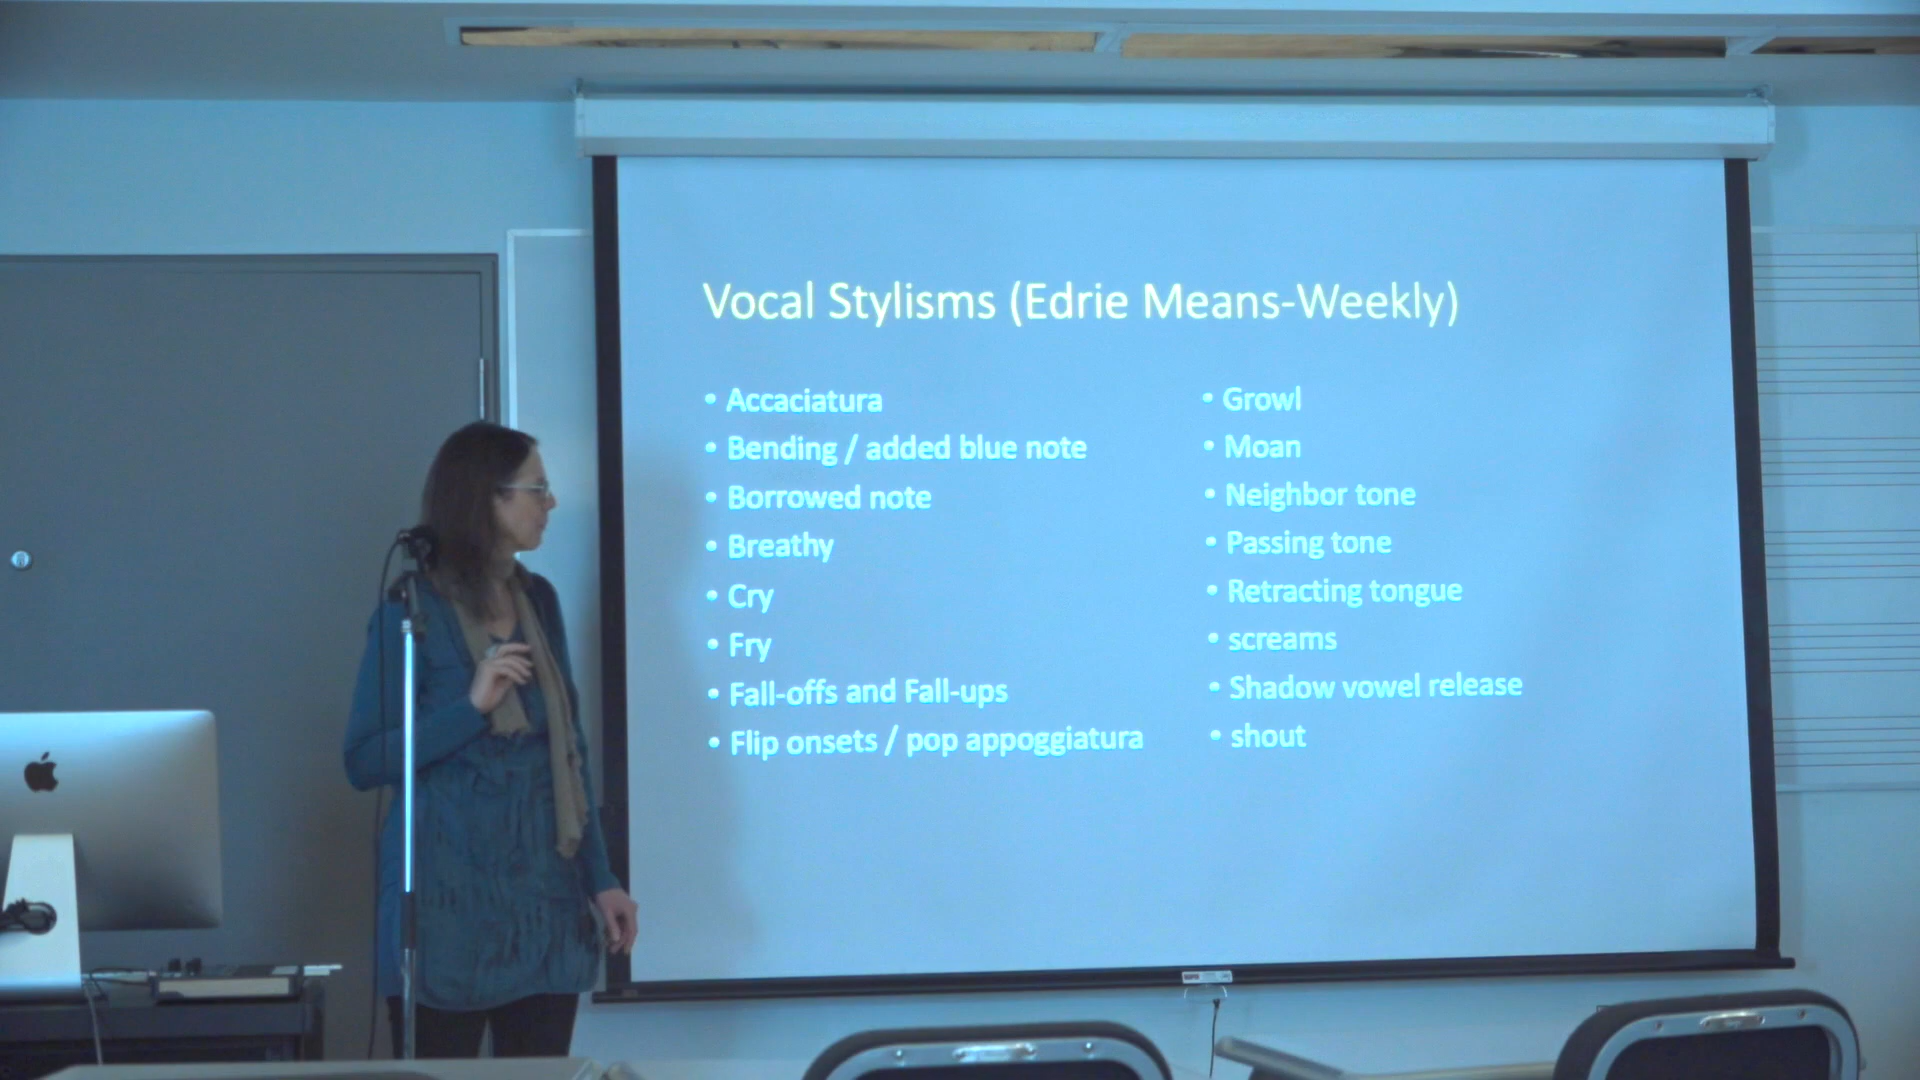 Vocal Stylisms (Edrie Means-Weekly)
• Accaciatura
• Bending / added blue note
• Borrowed note
• Breathy
• Cry
• Fry
• Fall-offs and Fall-ups
• Flip onsets / pop appoggiatura
• Growl
• Moan
• Neighbor tone
• Passing tone
• Retracting tongue
• screams
• Shadow vowel release
• shout